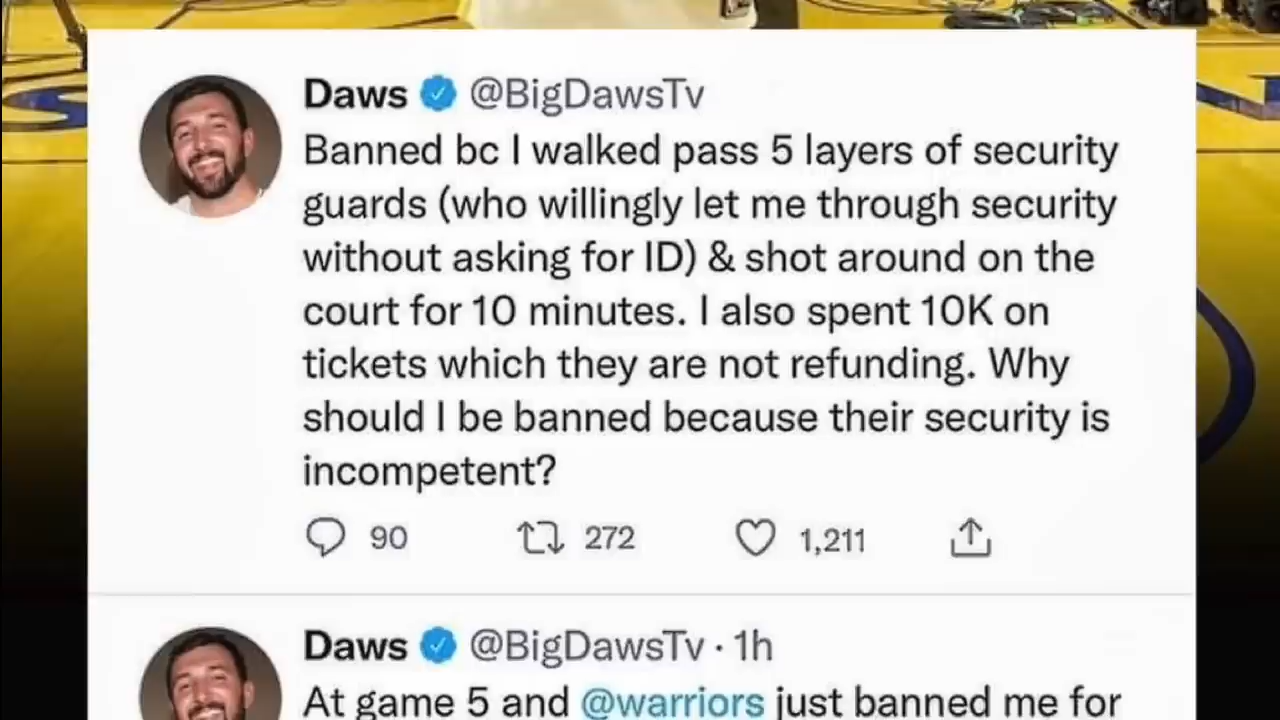 Daws @BigDawsTv
Banned bc I walked pass 5 layers of security
guards (who willingly let me through security
without asking for ID) & shot around on the
court for 10 minutes. I also spent 10K on
tickets which they are not refunding. Why
should I be banned because their security is
incompetent?
90 272 1,211
Daws @BigDawsTv · 1h
At game 5 and @warriors just banned me for